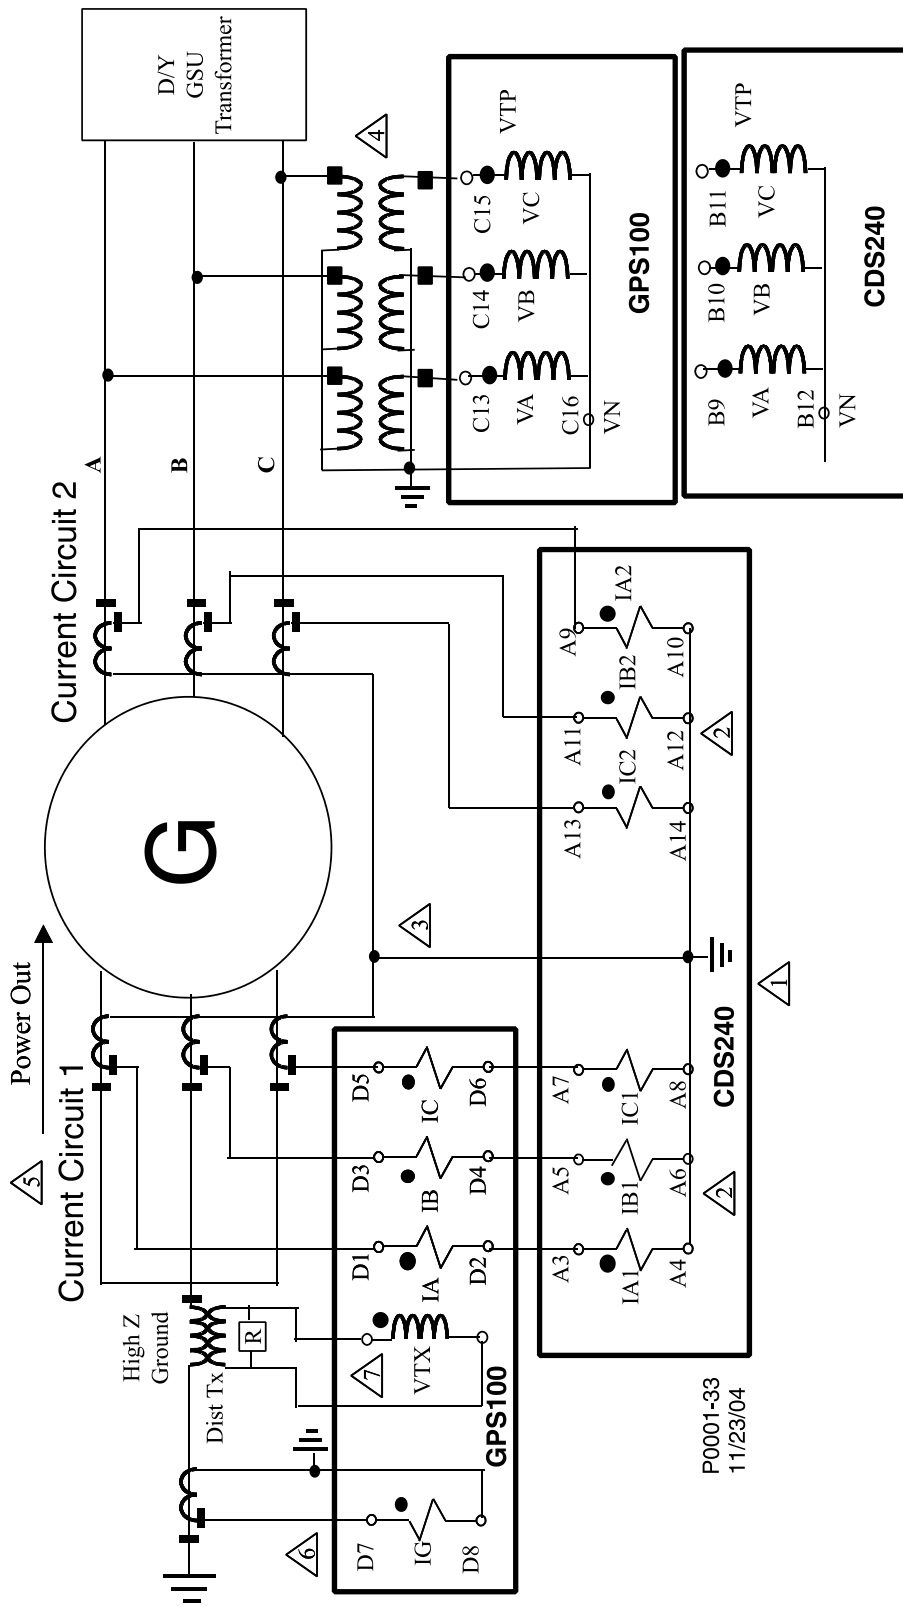 Power Out
5
Current Circuit 1
Current Circuit 2
High Z
Ground
Dist Tx
R
G
A
B
C
D/Y
GSU
Transformer
4
3
6
7
D7
IG
D8
VTX
GPS100
D1
IA
D2
D3
IB
D4
D5
IC
D6
A3
IA1
A4
A5
IB1
A6
A7
IC1
A8
2
CDS240
1
A13
IC2
A14
A11
IB2
A12
A9
IA2
A10
2
C13
VA
C16
VN
C14
VB
C15
VC
VTP
GPS100
B9
VA
B12
VN
B10
VB
B11
VC
VTP
CDS240
P0001-33
11/23/04